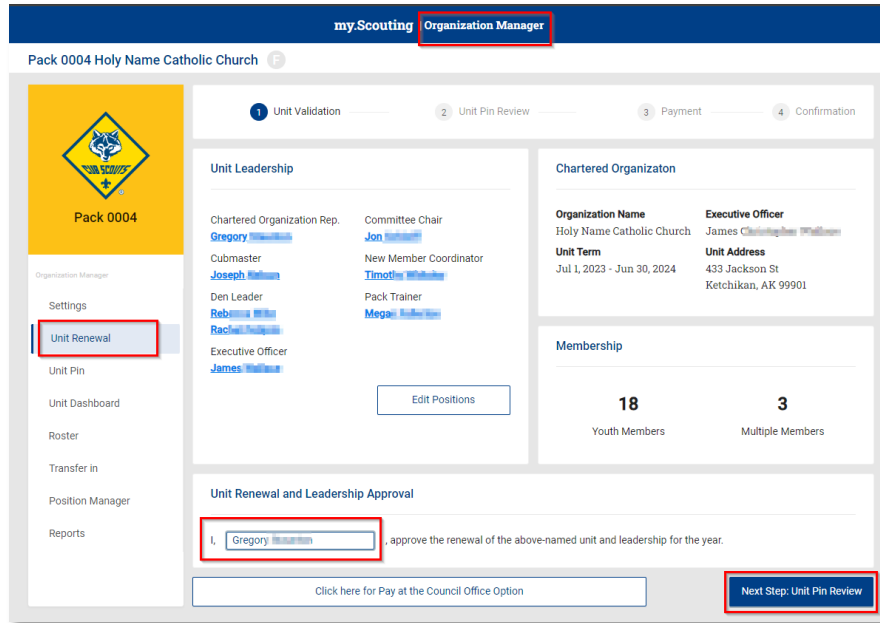 my.Scouting | Organization Manager
Pack 0004 Holy Name Catholic Church F
1 Unit Validation 2 Unit Pin Review 3 Payment 4 Confirmation
CUB SCOUTS
Pack 0004
Organization Manager
Settings
Unit Renewal
Unit Pin
Unit Dashboard
Roster
Transfer in
Position Manager
Reports
Unit Leadership
Chartered Organization Rep.
Gregory
Committee Chair
Jon
Cubmaster
Joseph
New Member Coordinator
Timothy
Den Leader
Rachel
Pack Trainer
Megan
Executive Officer
James
Edit Positions
Chartered Organizaton
Organization Name
Holy Name Catholic Church
Executive Officer
James
Unit Term
Jul 1, 2023 - Jun 30, 2024
Unit Address
433 Jackson St
Ketchikan, AK 99901
Membership
18
Youth Members
3
Multiple Members
Unit Renewal and Leadership Approval
I, Gregory , approve the renewal of the above-named unit and leadership for the year.
Click here for Pay at the Council Office Option
Next Step: Unit Pin Review